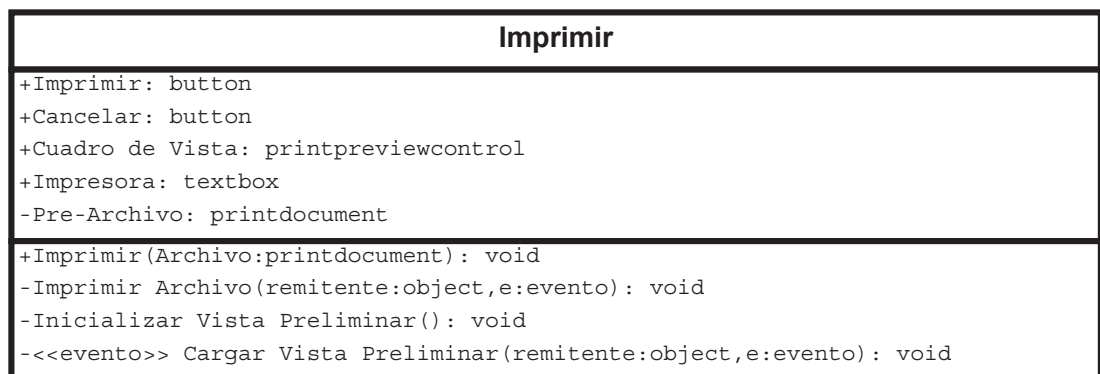 Imprimir
+Imprimir: button
+Cancelar: button
+Cuadro de Vista: printpreviewcontrol
+Impresora: textbox
-Pre-Archivo: printdocument
+Imprimir(Archivo:printdocument): void
-Imprimir Archivo(remitente:object,e:evento): void
-Inicializar Vista Preliminar(): void
-<<evento>> Cargar Vista Preliminar(remitente:object,e:evento): void